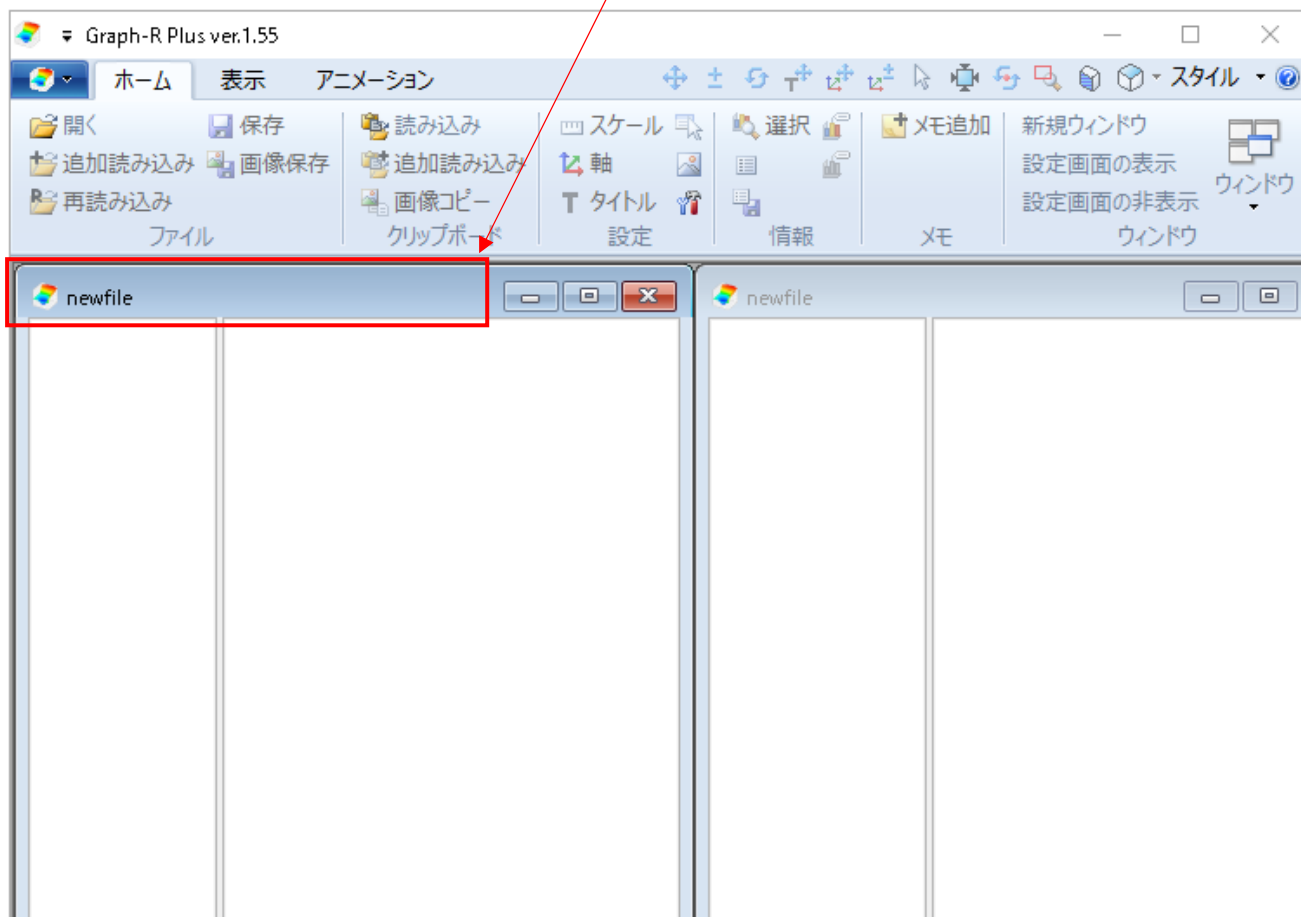 Graph-R Plus ver.1.55
ホーム 表示 アニメーション スタイル
開く 保存 読み込み スケール 選択 メモ追加 新規ウィンドウ
追加読み込み 画像保存 追加読み込み 軸 設定画面の表示
再読み込み 画像コピー タイトル 設定画面の非表示 ウィンドウ
ファイル クリップボード 設定 情報 メモ ウィンドウ
newfile newfile